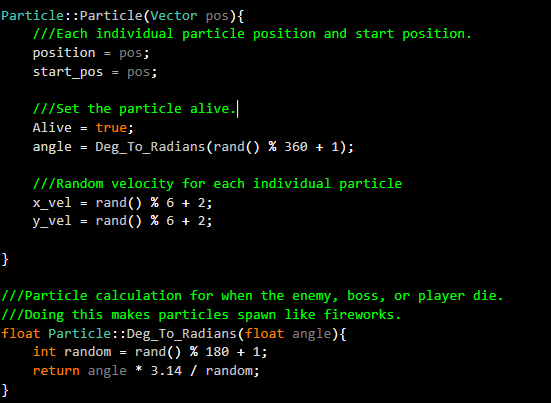 Particle::Particle(Vector pos){
    ///Each individual particle position and start position.
    position = pos;
    start_pos = pos;

    ///Set the particle alive.
    Alive = true;
    angle = Deg_To_Radians(rand() % 360 + 1);

    ///Random velocity for each individual particle
    x_vel = rand() % 6 + 2;
    y_vel = rand() % 6 + 2;

}

///Particle calculation for when the enemy, boss, or player die.
///Doing this makes particles spawn like fireworks.
float Particle::Deg_To_Radians(float angle){
    int random = rand() % 180 + 1;
    return angle * 3.14 / random;
}